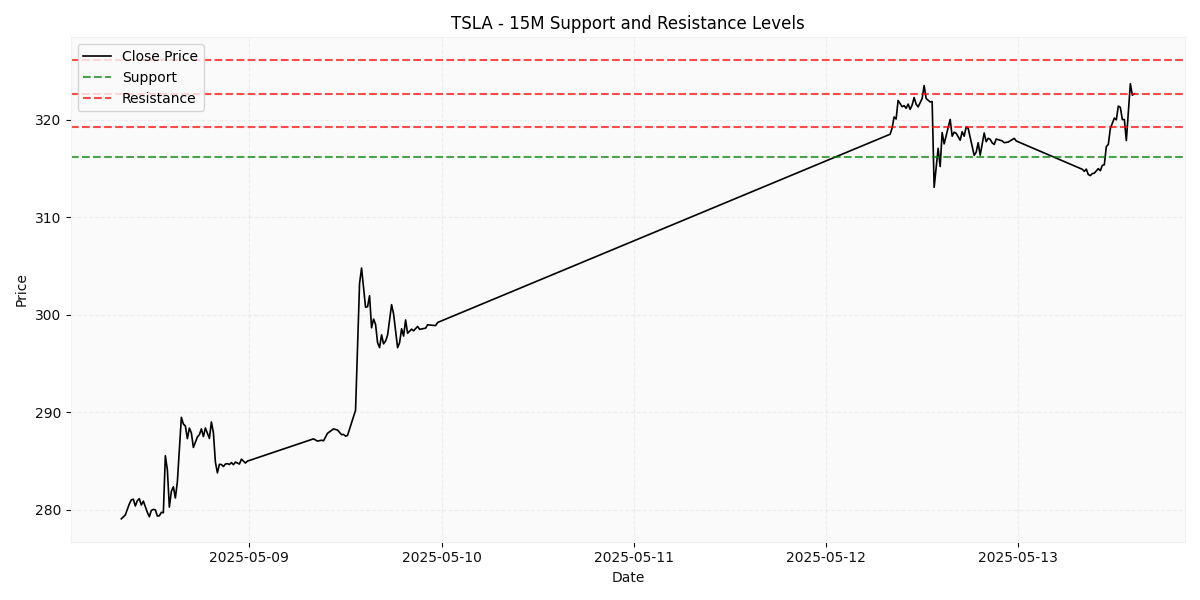 TSLA - 15M Support and Resistance Levels
Close Price
Support
Resistance
Price
320
310
300
290
280
2025-05-09
2025-05-10
2025-05-11
2025-05-12
2025-05-13
Date